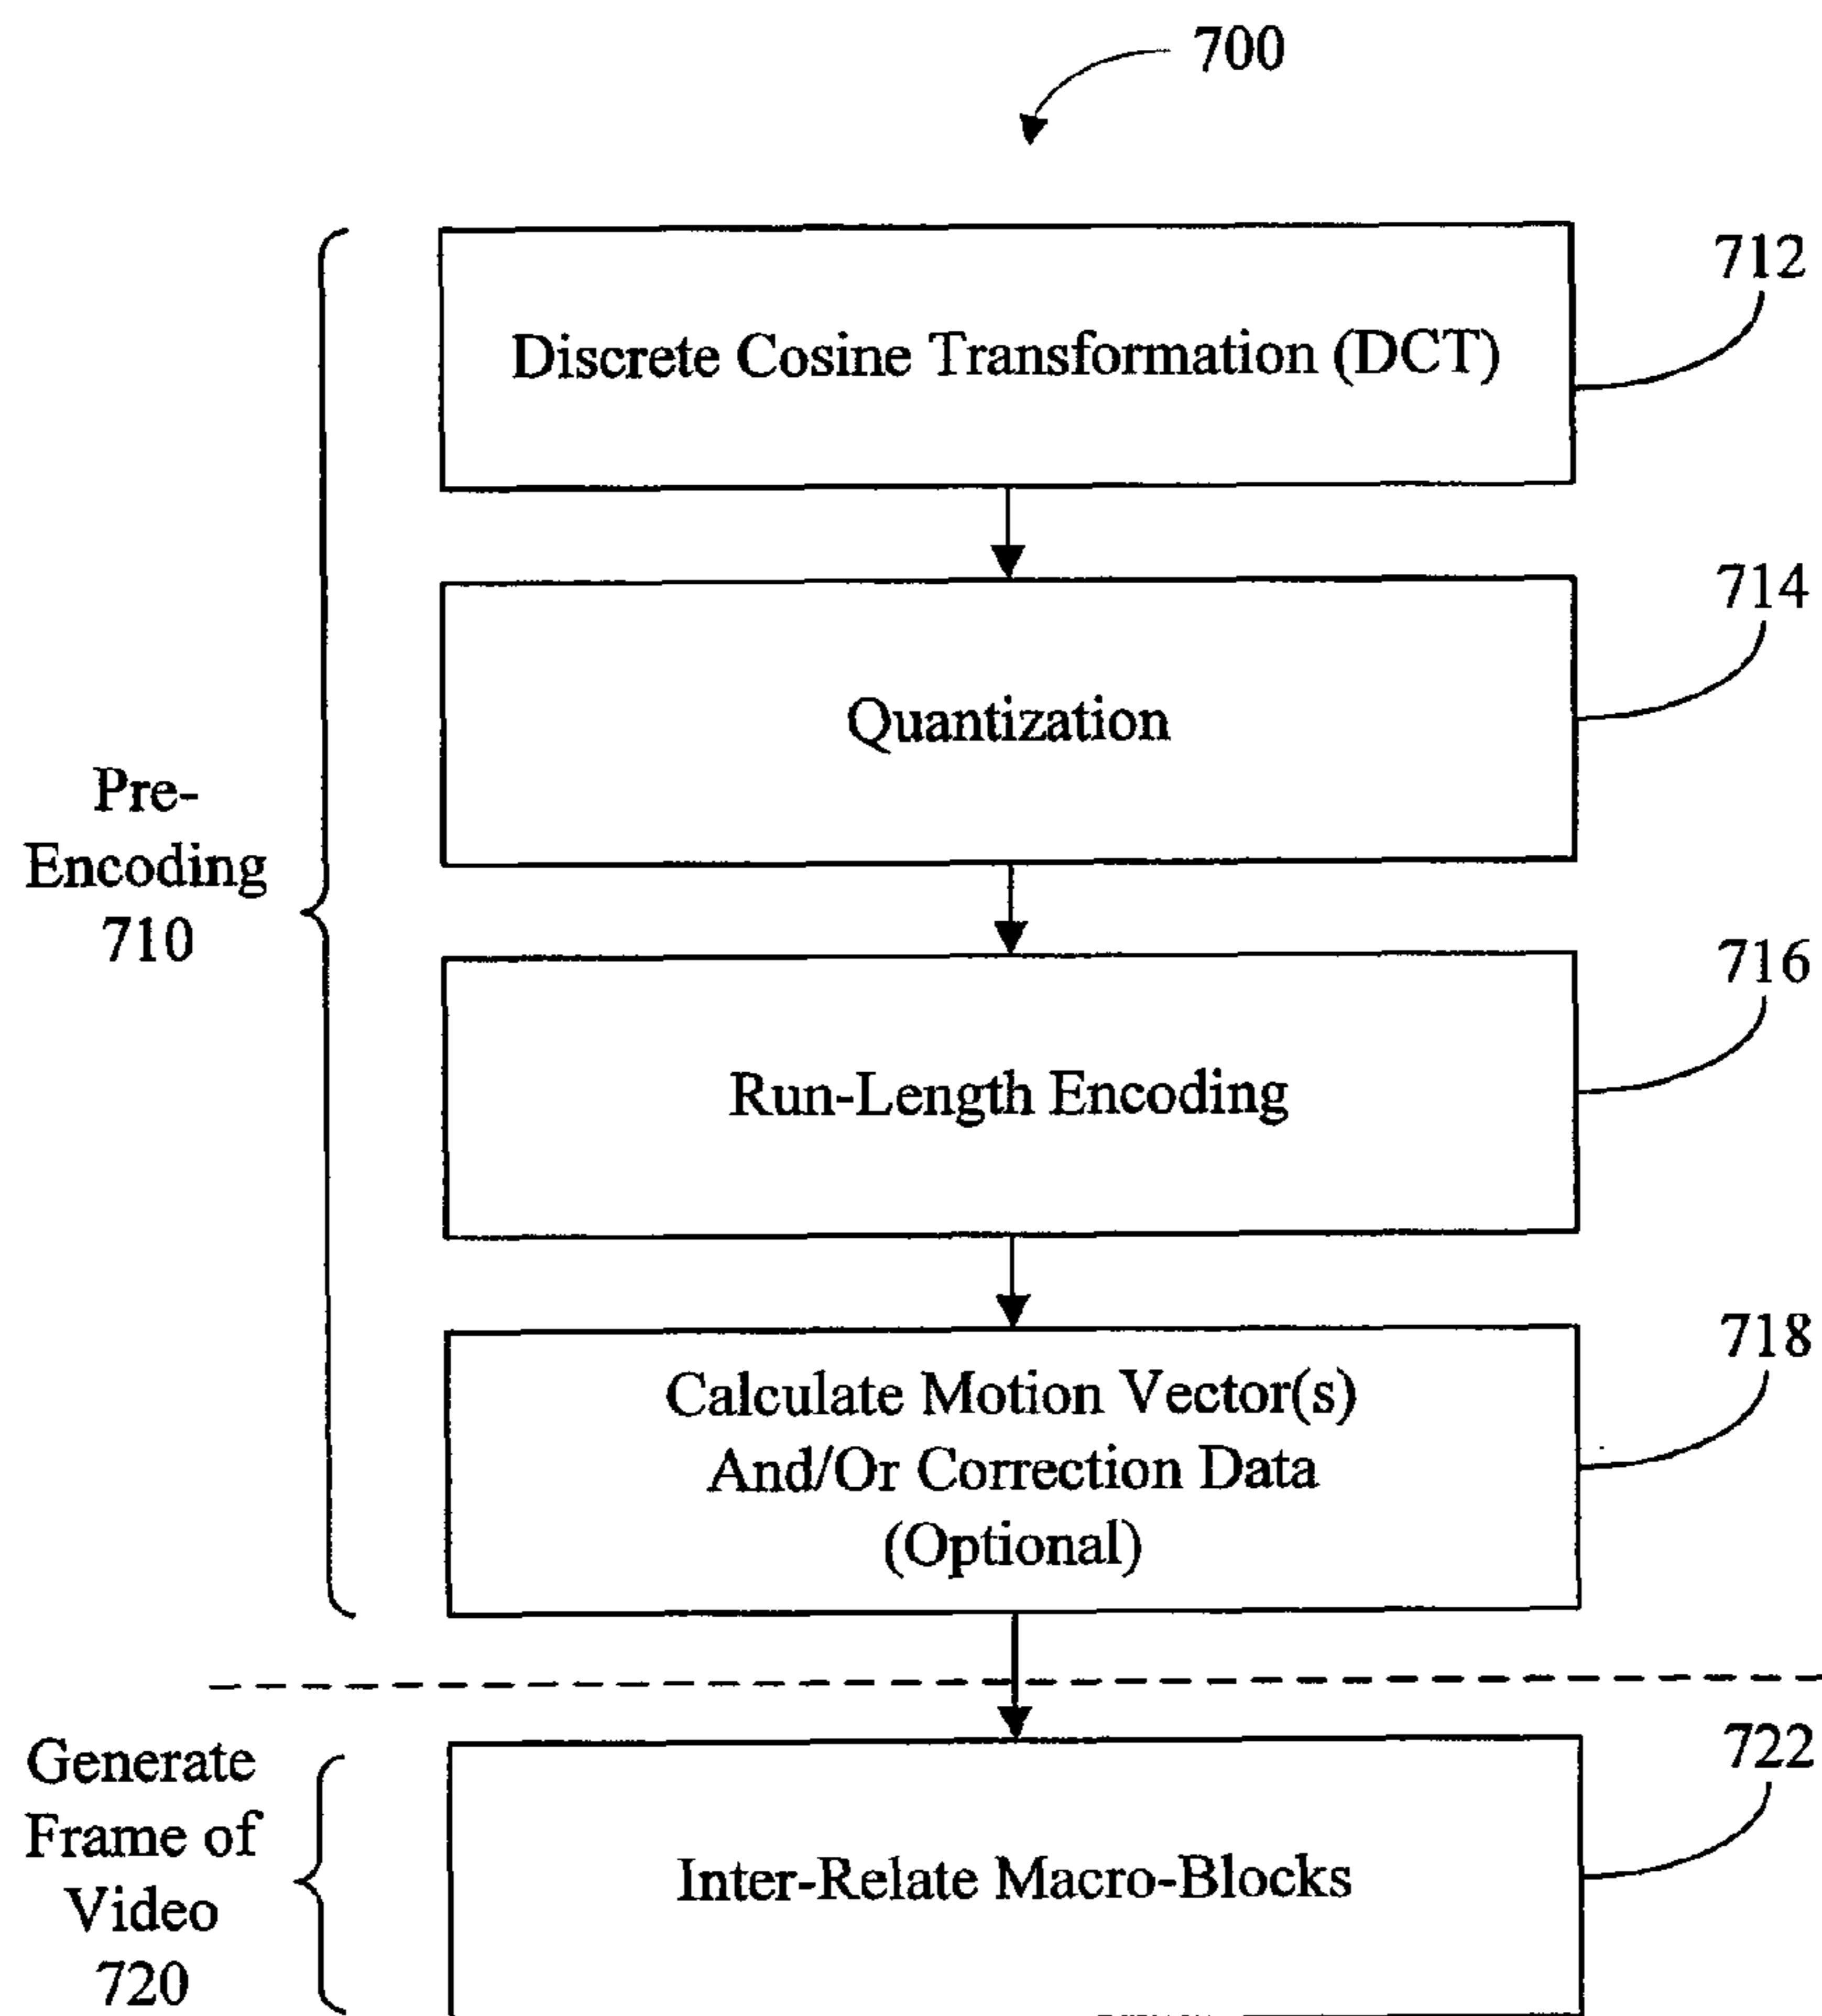 700
712
Discrete Cosine Transformation (DCT)
714
Quantization
Pre-
Encoding
710
716
Run-Length Encoding
718
Calculate Motion Vector(s)
And/Or Correction Data
(Optional)
722
Generate
Frame of
Video
720
Inter-Relate Macro-Blocks